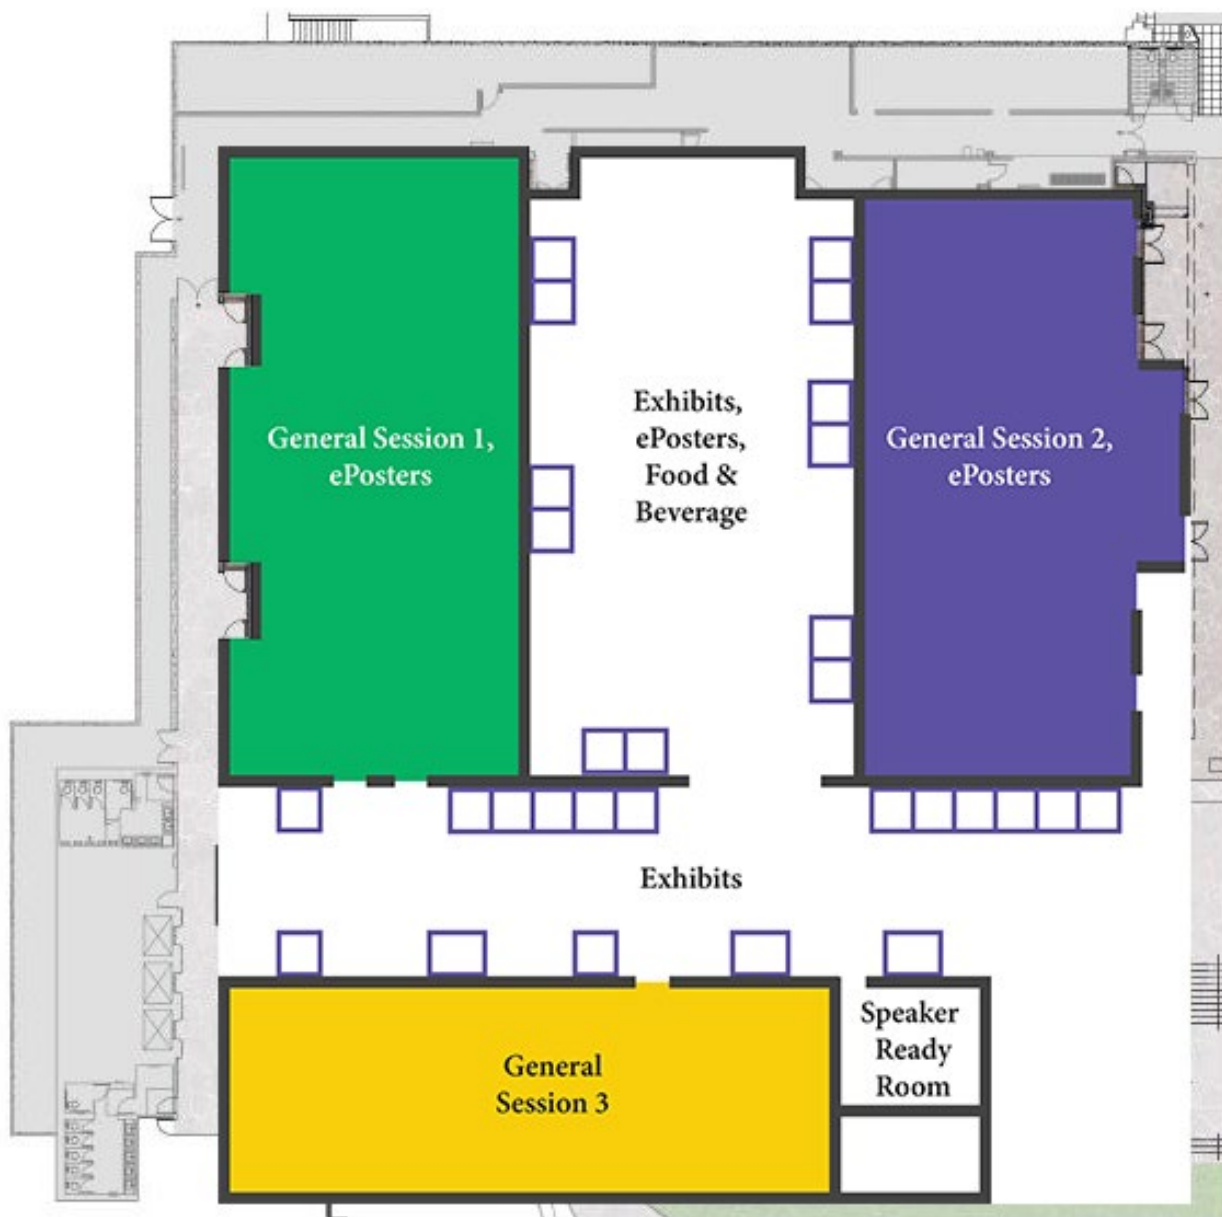 General Session 1,
ePosters
Exhibits,
ePosters,
Food &
Beverage
General Session 2,
ePosters
Exhibits
General
Session 3
Speaker
Ready
Room